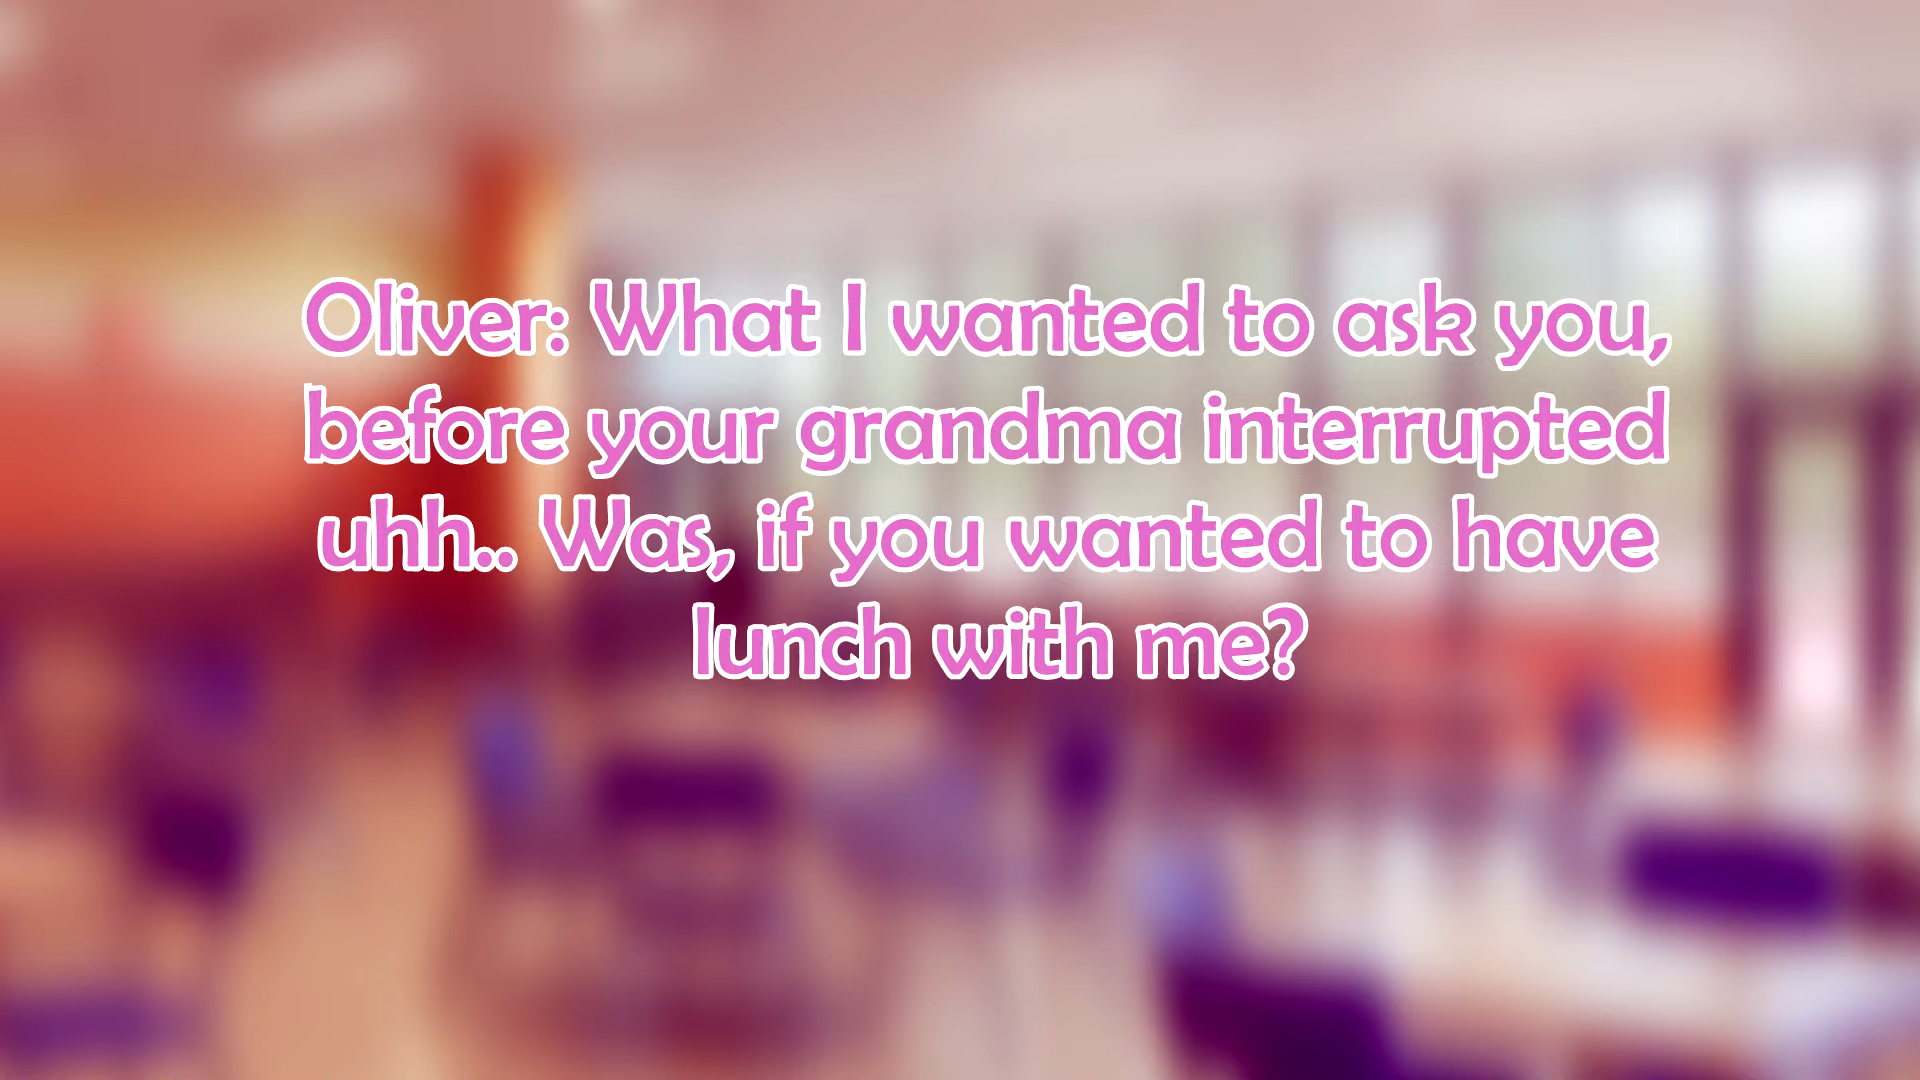 Oliver: What I wanted to ask you,
before your grandma interrupted
uhh.. Was, if you wanted to have
lunch with me?